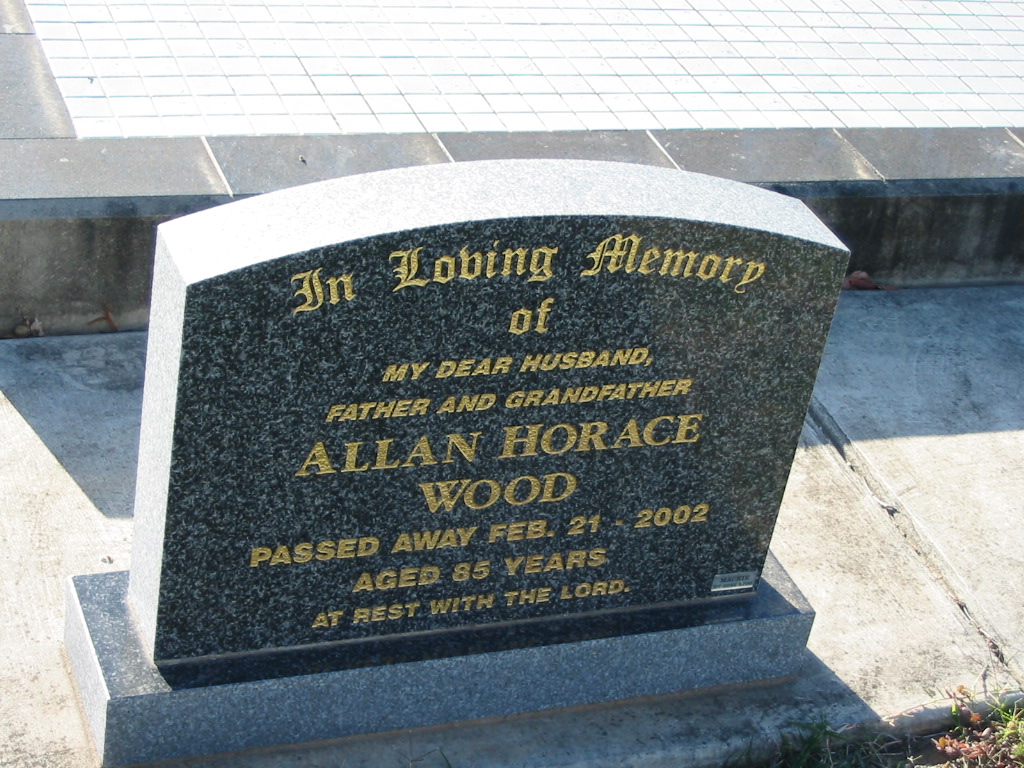 In Loving Memory
of
MY DEAR HUSBAND,
FATHER AND GRANDFATHER
ALLAN HORACE
WOOD
PASSED AWAY FEB. 21 - 2002
AGED 85 YEARS
AT REST WITH THE LORD.